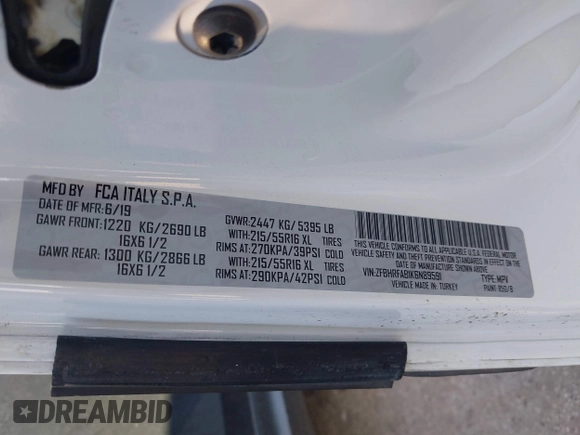 MFD BY FCA ITALY S.P.A.
DATE OF MFR: 6/19 GVWR: 2447 KG / 5395 LB
GAWR FRONT: 1220 KG/2690 LB WITH: 215/55R16 XL TIRES
16X6 1/2 RIMS AT: 270KPA/39PSI COLD
GAWR REAR: 1300 KG/2866 LB WITH: 215/55R16 XL TIRES
16X6 1/2 RIMS AT: 290KPA/42PSI COLD
THIS VEHICLE CONFORMS TO ALL APPLICABLE U.S.A. FEDERAL MOTOR
VEHICLE SAFETY AND THEFT PREVENTION STANDARDS IN EFFECT ON THE DATE OF MANUFACTURE SHOWN ABOVE.
VIN: ZFBHRFAB1K6N89591 TYPE: MPV
VEHICLE MADE IN: TURKEY PAINT:
DREAMBID